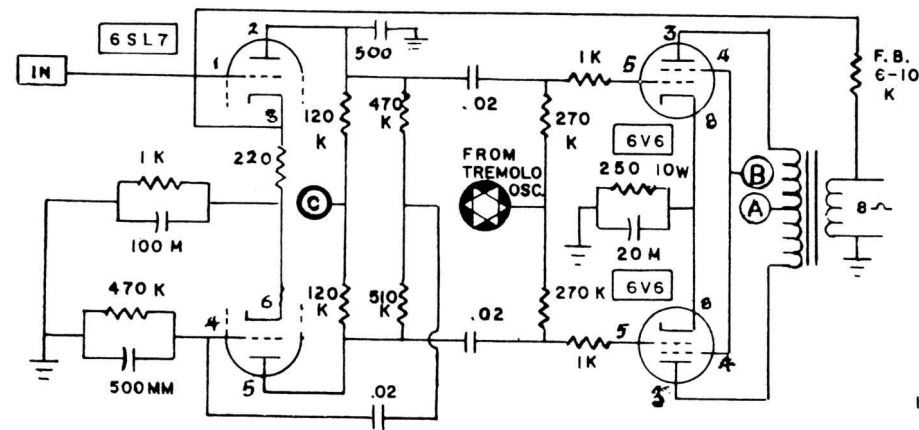 6SL7
2
500
IN
1
3
220
1K
100 M
470 K
500MM
4
6
5
.02
120
K
470
K
120
K
510
K
C
.02
.02
FROM
TREMOLO
OSC.
270
K
270 K
1K
1K
5
3
4
8
6V6
250 10W
20 M
6V6
5
8
4
3
B
A
F.B.
6-10
K
8